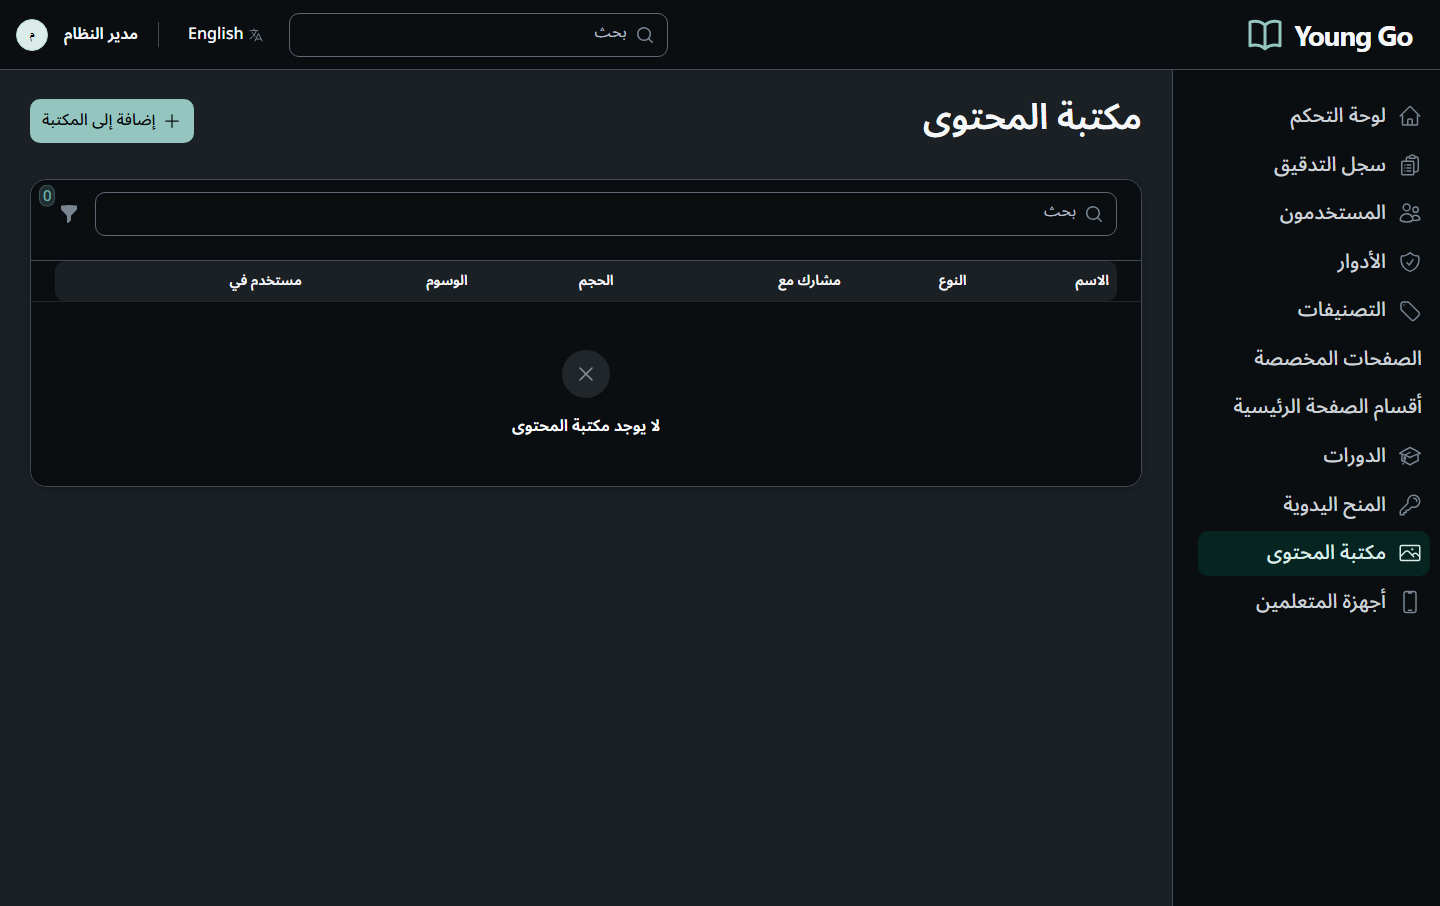 Young Go
بحث
English
مدير النظام
م
لوحة التحكم
سجل التدقيق
المستخدمون
الأدوار
التصنيفات
الصفحات المخصصة
أقسام الصفحة الرئيسية
الدورات
المنح اليدوية
مكتبة المحتوى
أجهزة المتعلمين
مكتبة المحتوى
إضافة إلى المكتبة
بحث
0
الاسم النوع مشارك مع الحجم الوسوم مستخدم في
لا يوجد مكتبة المحتوى